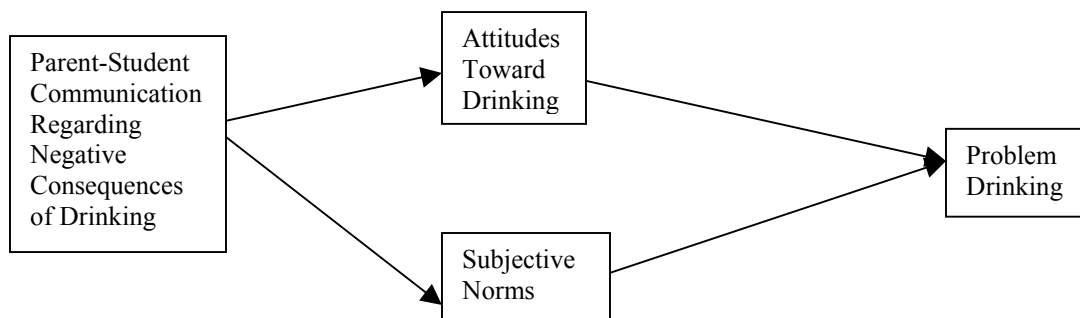 Parent-Student
Communication
Regarding
Negative
Consequences
of Drinking
Attitudes
Toward
Drinking
Subjective
Norms
Problem
Drinking